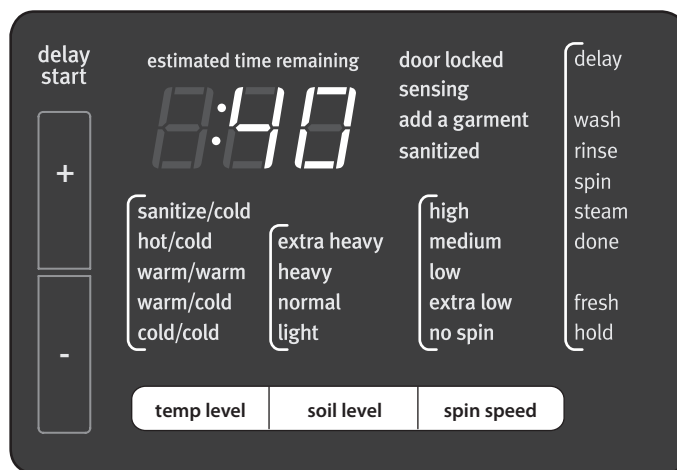 delay
start
+
-
estimated time remaining
:40
door locked
sensing
add a garment
sanitized
sanitize/cold
hot/cold
warm/warm
warm/cold
cold/cold
extra heavy
heavy
normal
light
high
medium
low
extra low
no spin
delay
wash
rinse
spin
steam
done
fresh
hold
temp level
soil level
spin speed